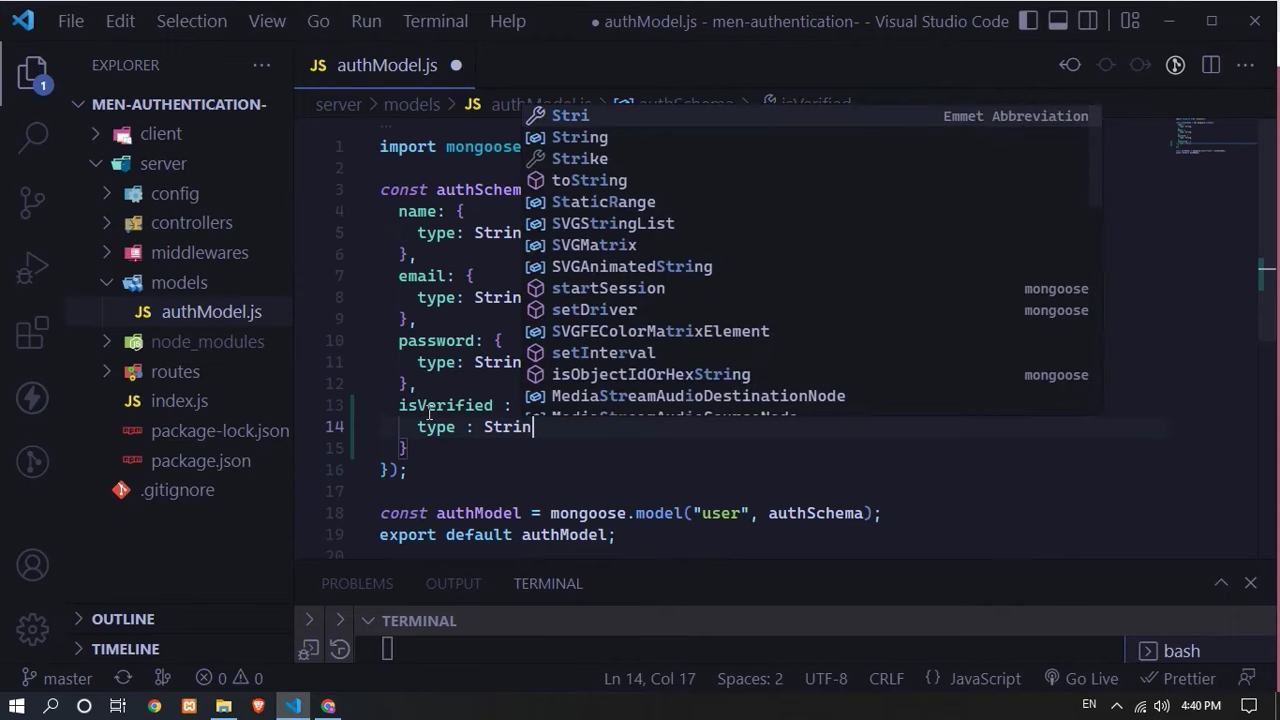 File Edit Selection View Go Run Terminal Help
● authModel.js - men-authentication- - Visual Studio Code
EXPLORER ...
JS authModel.js ●
MEN-AUTHENTICATION-
client
server
config
controllers
middlewares
models
JS authModel.js
node_modules
routes
JS index.js
package-lock.json
package.json
.gitignore
OUTLINE
TIMELINE
1
server > models > JS authModel.js > authSchema > isVerified
1 import mongoose
2
3 const authSchem
4 name: {
5 type: Strin
6 },
7 email: {
8 type: Strin
9 },
10 password: {
11 type: Strin
12 },
13 isVerified :
14 type : Strin
15 }
16 });
17
18 const authModel = mongoose.model("user", authSchema);
19 export default authModel;
20
Stri Emmet Abbreviation
String
Strike
toString
StaticRange
SVGStringList
SVGMatrix
SVGAnimatedString
startSession mongoose
setDriver mongoose
SVGFEColorMatrixElement
setInterval
isObjectIdOrHexString mongoose
MediaStreamAudioDestinationNode
MediaStreamAudioSourceNode
PROBLEMS OUTPUT TERMINAL
TERMINAL
bash
master 0 0 Ln 14, Col 17 Spaces: 2 UTF-8 CRLF {} JavaScript Go Live Prettier
EN 4:40 PM